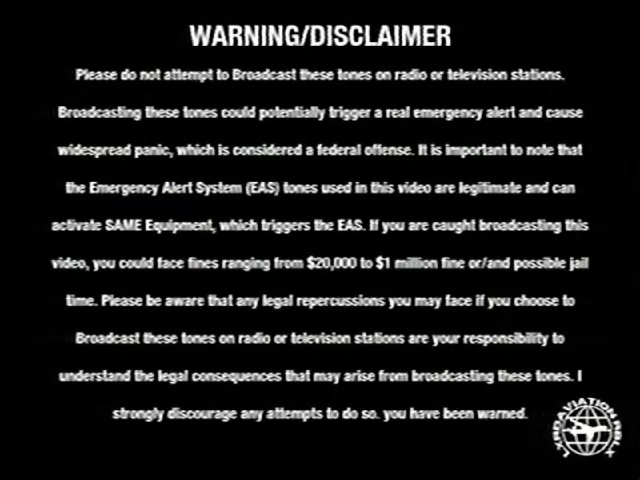 WARNING/DISCLAIMER
Please do not attempt to Broadcast these tones on radio or television stations.
Broadcasting these tones could potentially trigger a real emergency alert and cause
widespread panic, which is considered a federal offense. It is important to note that
the Emergency Alert System (EAS) tones used in this video are legitimate and can
activate SAME Equipment, which triggers the EAS. If you are caught broadcasting this
video, you could face fines ranging from $20,000 to $1 million fine or/and possible jail
time. Please be aware that any legal repercussions you may face if you choose to
Broadcast these tones on radio or television stations are your responsibility to
understand the legal consequences that may arise from broadcasting these tones. I
strongly discourage any attempts to do so. you have been warned.
AVIATION